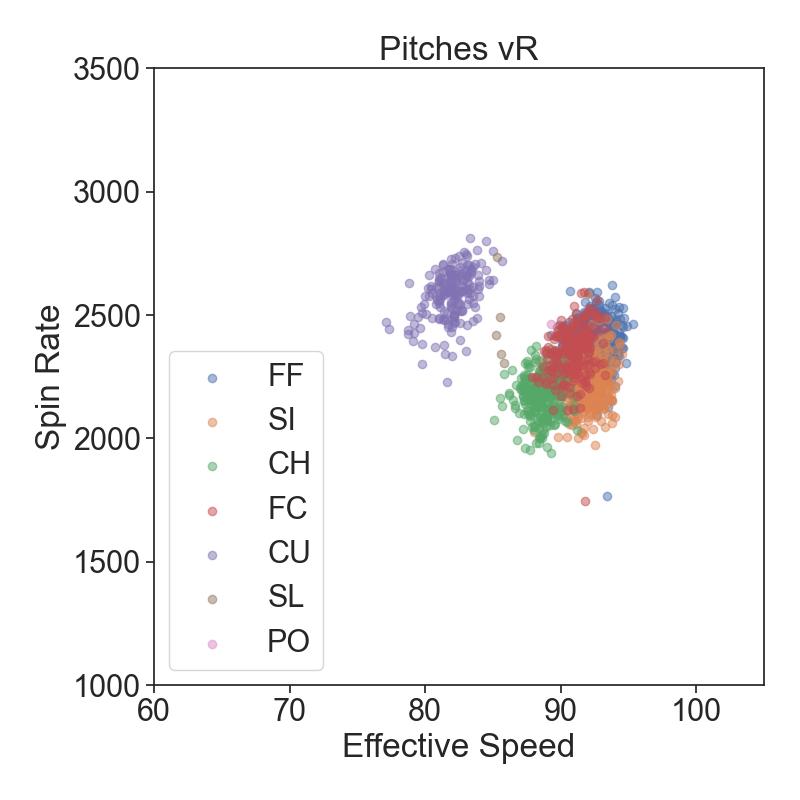 Pitches vR
3500
3000
2500
2000
1500
1000
Spin Rate
FF
SI
CH
FC
CU
SL
PO
60 70 80 90 100
Effective Speed